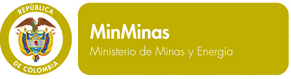 REPÚBLICA
DE COLOMBIA
MinMinas
Ministerio de Minas y Energía